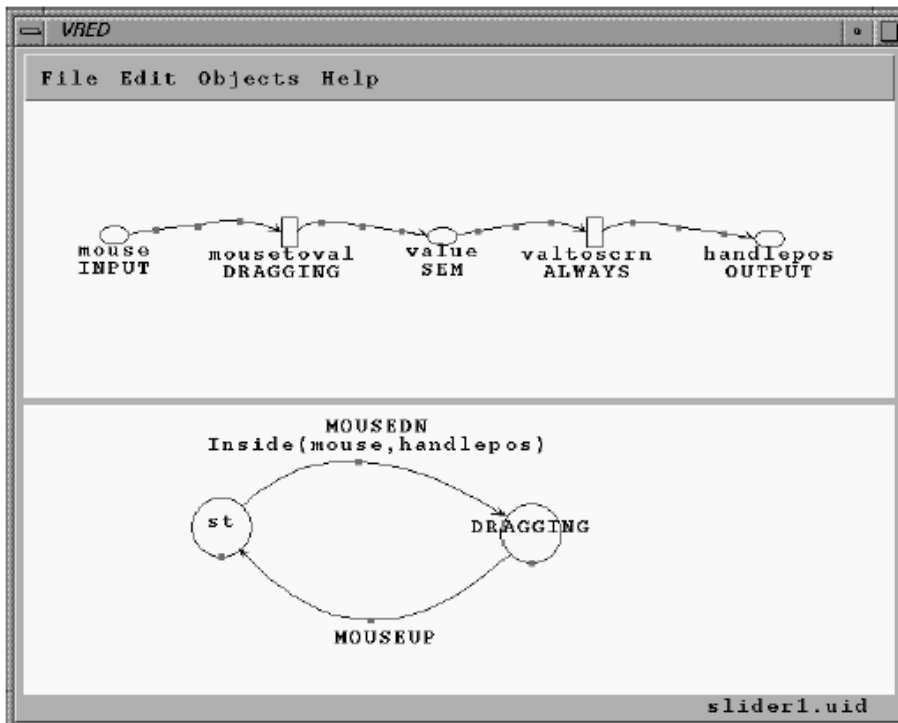 VRED
File Edit Objects Help
mouse
INPUT
mousetoval
DRAGGING
value
SEM
valtoscrn
ALWAYS
handlepos
OUTPUT
MOUSEDN
Inside(mouse,handlepos)
st
DRAGGING
MOUSEUP
slider1.uid